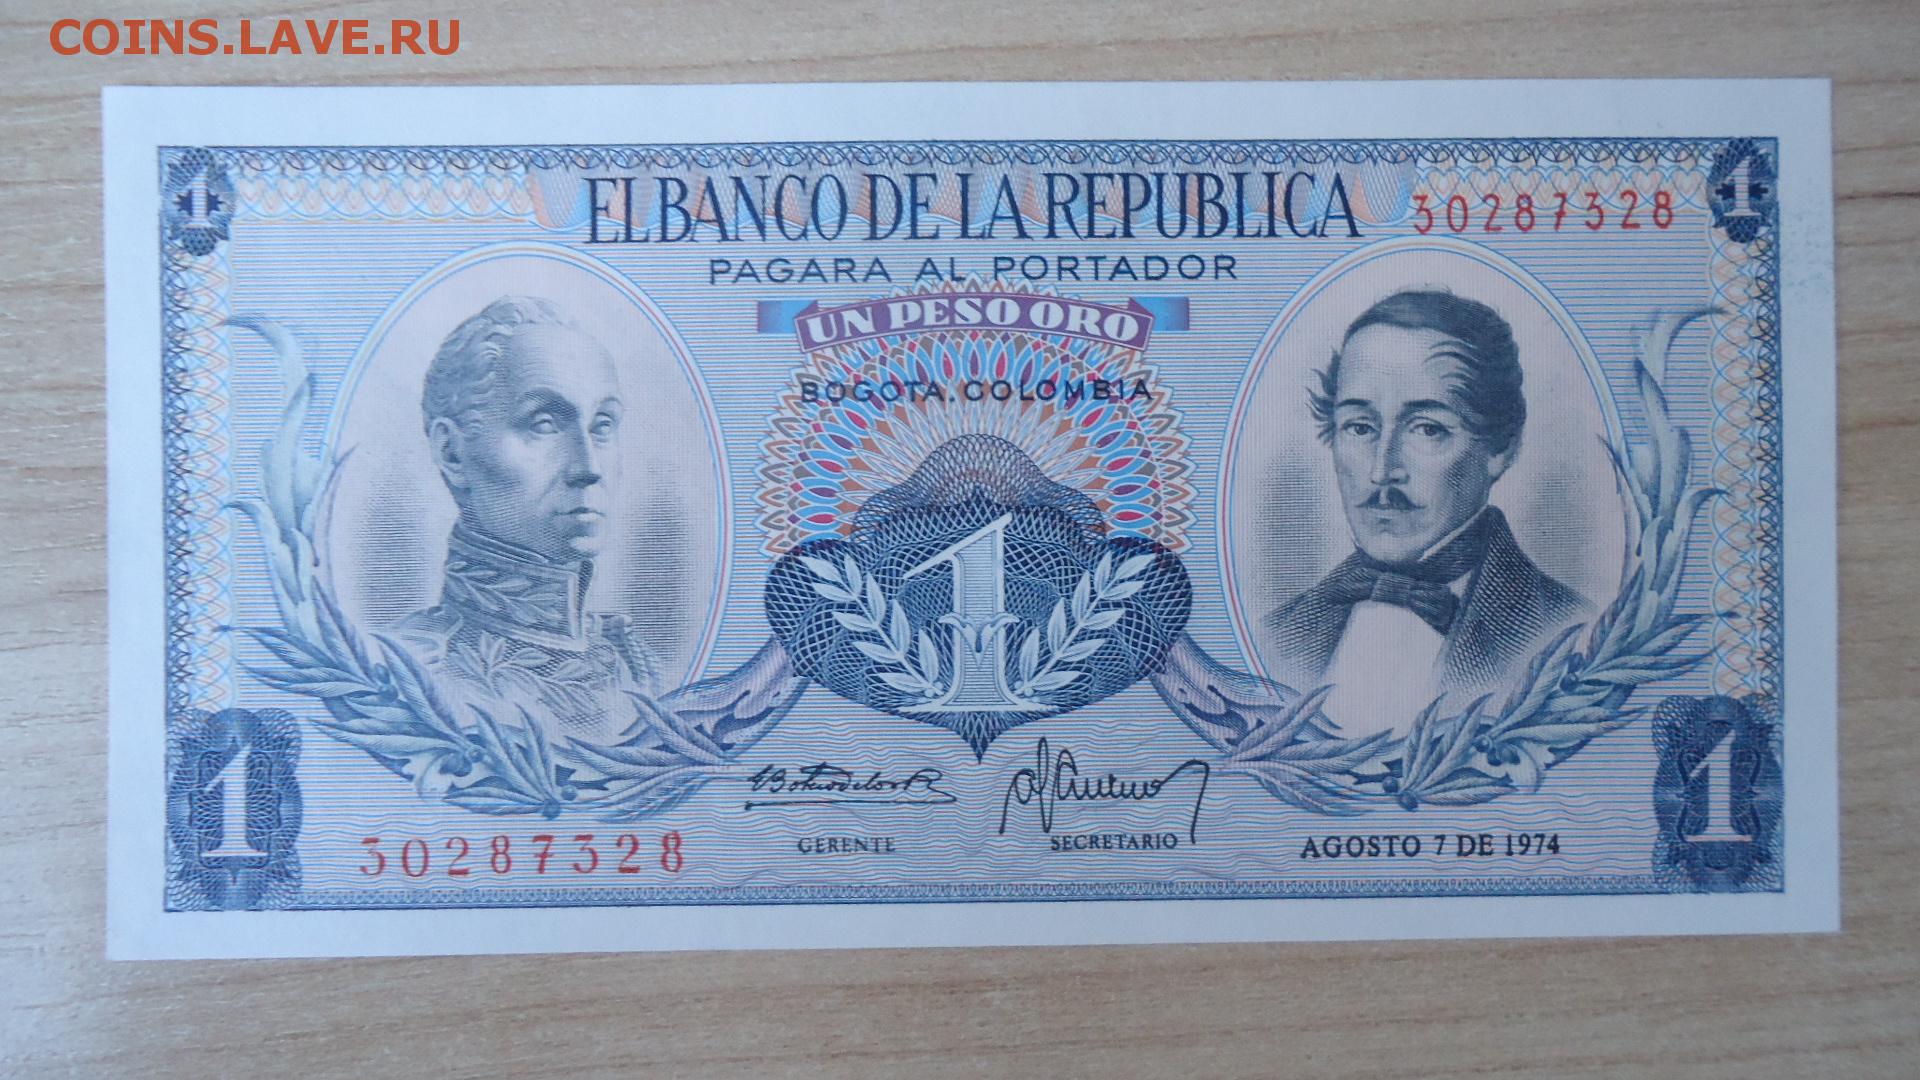 COINS.LAVE.RU
1 1
EL BANCO DE LA REPUBLICA 30287328
PAGARA AL PORTADOR
UN PESO ORO
BOGOTA. COLOMBIA
1
1 1
30287328
GERENTE SECRETARIO
AGOSTO 7 DE 1974